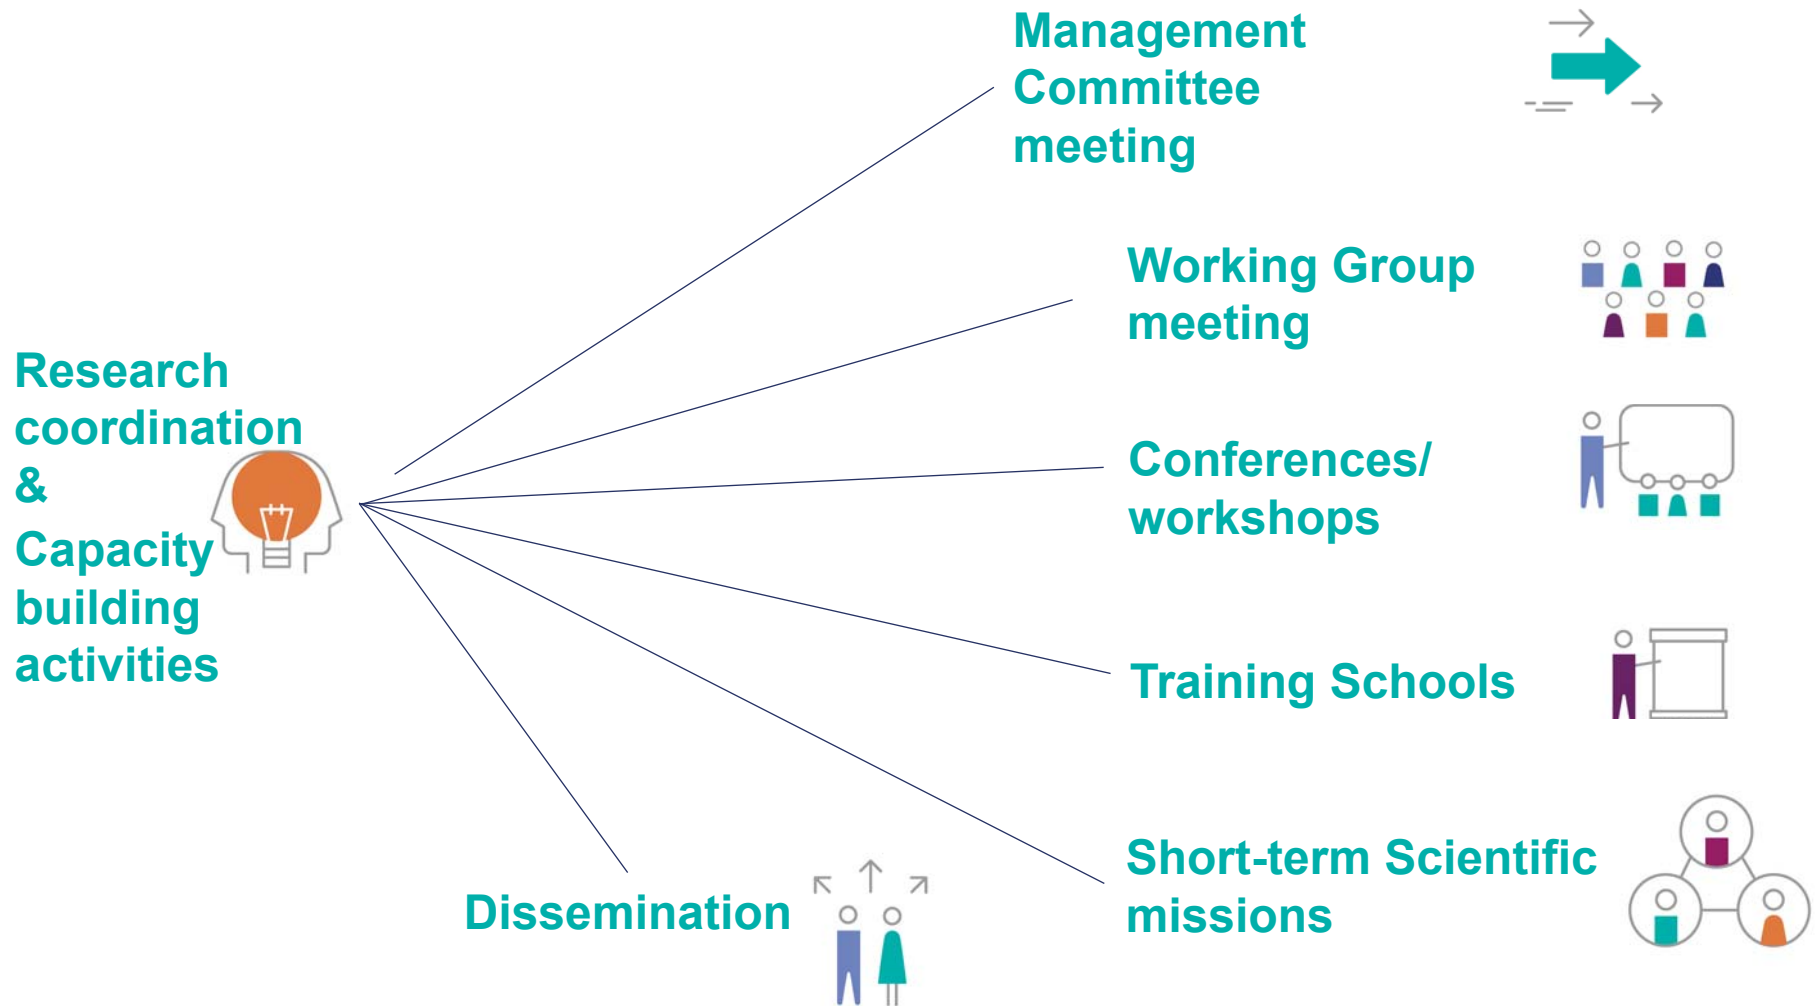 Management
Committee
meeting
Working Group
meeting
Research
coordination
&
Capacity
building
activities
Conferences/
workshops
Training Schools
Short-term Scientific
missions
Dissemination